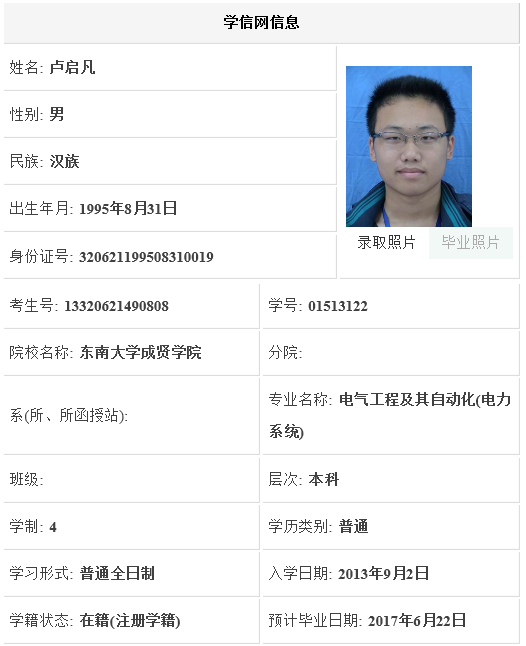 学信网信息
姓名: 卢启凡
性别: 男
民族: 汉族
出生年月: 1995年8月31日
身份证号: 320621199508310019
录取照片 毕业照片
考生号: 13320621490808 学号: 01513122
院校名称: 东南大学成贤学院 分院:
系(所、所函授站): 专业名称: 电气工程及其自动化(电力
系统)
班级: 层次: 本科
学制: 4 学历类别: 普通
学习形式: 普通全日制 入学日期: 2013年9月2日
学籍状态: 在籍(注册学籍) 预计毕业日期: 2017年6月22日